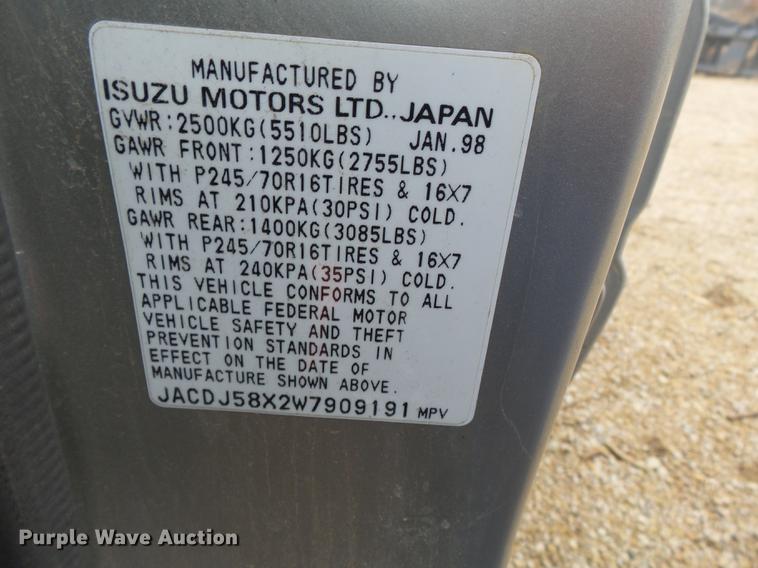 MANUFACTURED BY
ISUZU MOTORS LTD., JAPAN
GVWR:2500KG(5510LBS) JAN.98
GAWR FRONT:1250KG(2755LBS)
WITH P245/70R16TIRES & 16X7
RIMS AT 210KPA(30PSI) COLD.
GAWR REAR:1400KG(3085LBS)
WITH P245/70R16TIRES & 16X7
RIMS AT 240KPA(35PSI) COLD.
THIS VEHICLE CONFORMS TO ALL
APPLICABLE FEDERAL MOTOR
VEHICLE SAFETY AND THEFT
PREVENTION STANDARDS IN
EFFECT ON THE DATE OF
MANUFACTURE SHOWN ABOVE.
JACDJ58X2W7909191 MPV
Purple Wave Auction